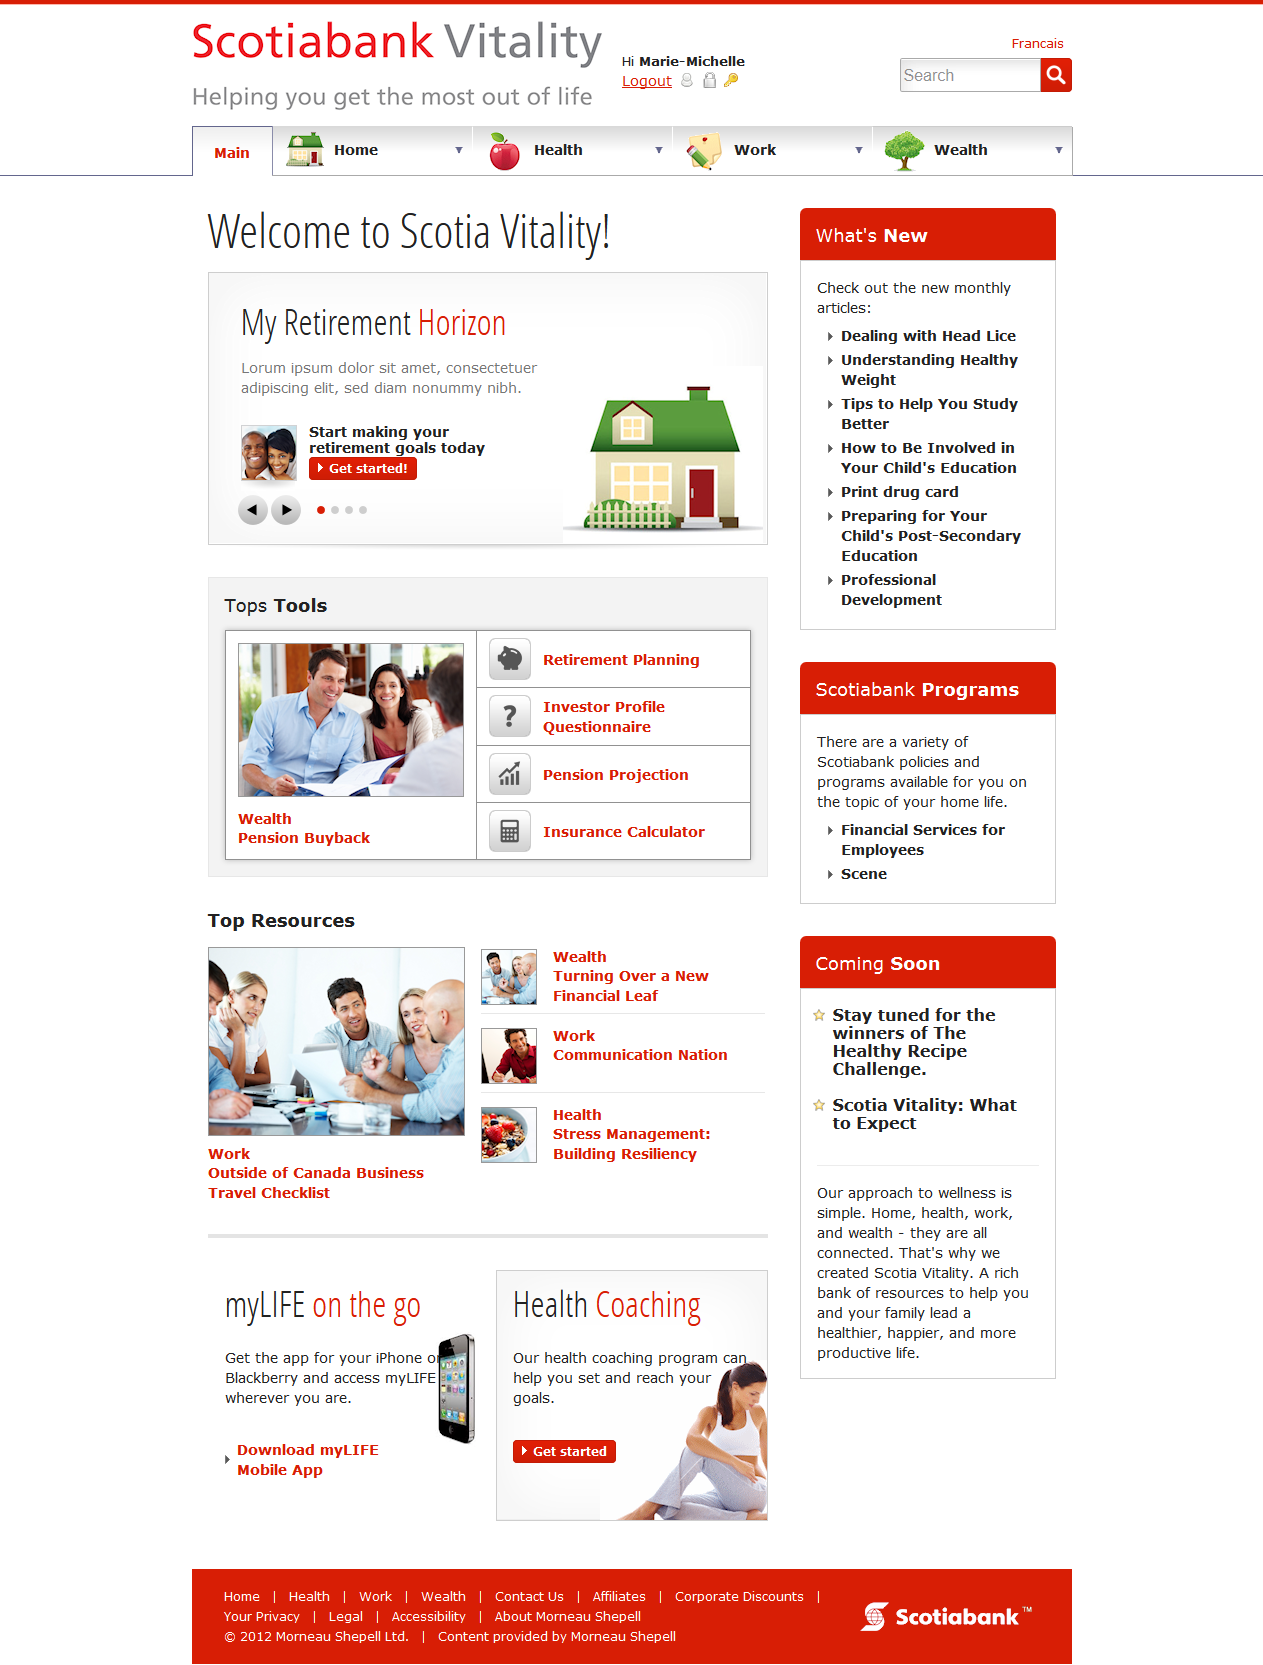 Scotiabank Vitality
Helping you get the most out of life
Hi Marie-Michelle
Logout
Francais
Search
Main
Home
Health
Work
Wealth
Welcome to Scotia Vitality!
My Retirement Horizon
Lorem ipsum dolor sit amet, consectetuer
adipiscing elit, sed diam nonummy nibh.
Start making your
retirement goals today
Get started!
Tops Tools
Wealth
Pension Buyback
Retirement Planning
Investor Profile
Questionnaire
Pension Projection
Insurance Calculator
Top Resources
Work
Outside of Canada Business
Travel Checklist
Wealth
Turning Over a New
Financial Leaf
Work
Communication Nation
Health
Stress Management:
Building Resiliency
myLIFE on the go
Get the app for your iPhone or
Blackberry and access myLIFE
wherever you are.
Download myLIFE
Mobile App
Health Coaching
Our health coaching program can
help you set and reach your
goals.
Get started
What's New
Check out the new monthly
articles:
Dealing with Head Lice
Understanding Healthy
Weight
Tips to Help You Study
Better
How to Be Involved in
Your Child's Education
Print drug card
Preparing for Your
Child's Post-Secondary
Education
Professional
Development
Scotiabank Programs
There are a variety of
Scotiabank policies and
programs available for you on
the topic of your home life.
Financial Services for
Employees
Scene
Coming Soon
Stay tuned for the
winners of The
Healthy Recipe
Challenge.
Scotia Vitality: What
to Expect
Our approach to wellness is
simple. Home, health, work,
and wealth - they are all
connected. That's why we
created Scotia Vitality. A rich
bank of resources to help you
and your family lead a
healthier, happier, and more
productive life.
Home | Health | Work | Wealth | Contact Us | Affiliates | Corporate Discounts |
Your Privacy | Legal | Accessibility | About Morneau Shepell
© 2012 Morneau Shepell Ltd. | Content provided by Morneau Shepell
Scotiabank™